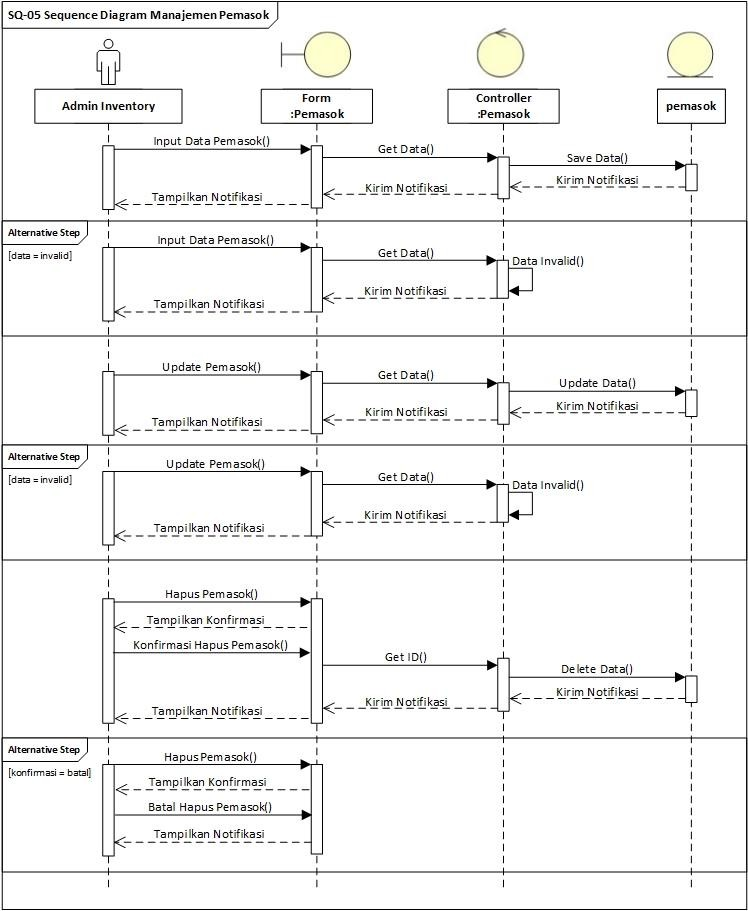 SQ-05 Sequence Diagram Manajemen Pemasok
Admin Inventory
Form
:Pemasok
Controller
:Pemasok
pemasok
Input Data Pemasok()
Get Data()
Save Data()
Kirim Notifikasi
Kirim Notifikasi
Tampilkan Notifikasi
Alternative Step
[data = invalid]
Input Data Pemasok()
Get Data()
Data Invalid()
Kirim Notifikasi
Tampilkan Notifikasi
Update Pemasok()
Get Data()
Update Data()
Kirim Notifikasi
Kirim Notifikasi
Tampilkan Notifikasi
Alternative Step
[data = invalid]
Update Pemasok()
Get Data()
Data Invalid()
Kirim Notifikasi
Tampilkan Notifikasi
Hapus Pemasok()
Tampilkan Konfirmasi
Konfirmasi Hapus Pemasok()
Get ID()
Delete Data()
Kirim Notifikasi
Kirim Notifikasi
Tampilkan Notifikasi
Alternative Step
[konfirmasi = batal]
Hapus Pemasok()
Tampilkan Konfirmasi
Batal Hapus Pemasok()
Tampilkan Notifikasi